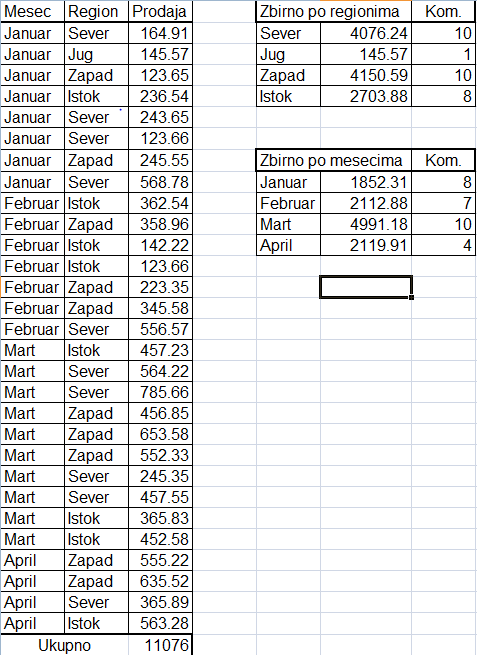 Mesec Region Prodaja
Januar Sever 164.91
Januar Jug 145.57
Januar Zapad 123.65
Januar Istok 236.54
Januar Sever 243.65
Januar Sever 123.66
Januar Zapad 245.55
Januar Sever 568.78
Februar Istok 362.54
Februar Zapad 358.96
Februar Istok 142.22
Februar Istok 123.66
Februar Zapad 223.35
Februar Zapad 345.58
Februar Sever 556.57
Mart Istok 457.23
Mart Sever 564.22
Mart Sever 785.66
Mart Zapad 456.85
Mart Zapad 653.58
Mart Zapad 552.33
Mart Sever 245.35
Mart Sever 457.55
Mart Istok 365.83
Mart Istok 452.58
April Zapad 555.22
April Zapad 635.52
April Sever 365.89
April Istok 563.28
Ukupno 11076
Zbirno po regionima Kom.
Sever 4076.24 10
Jug 145.57 1
Zapad 4150.59 10
Istok 2703.88 8
Zbirno po mesecima Kom.
Januar 1852.31 8
Februar 2112.88 7
Mart 4991.18 10
April 2119.91 4